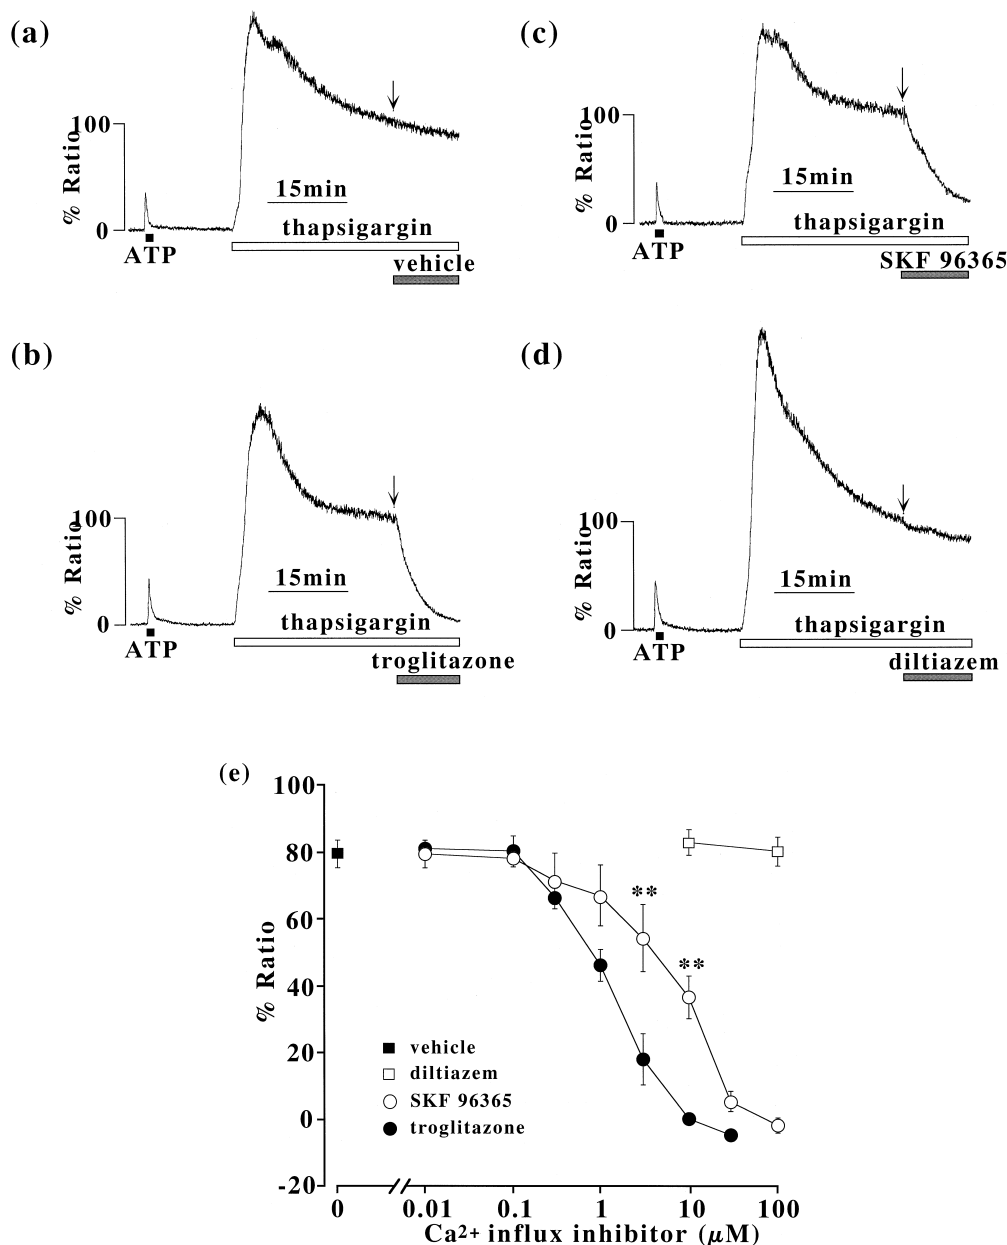 (a)
% Ratio
100
0
15min
thapsigargin
ATP
vehicle
(c)
% Ratio
100
0
15min
thapsigargin
ATP
SKF 96365
(b)
% Ratio
100
0
15min
thapsigargin
ATP
troglitazone
(d)
% Ratio
100
0
15min
thapsigargin
ATP
diltiazem
(e)
% Ratio
100
80
60
40
20
0
-20
**
**
vehicle
diltiazem
SKF 96365
troglitazone
0 0.01 0.1 1 10 100
Ca2+ influx inhibitor (μM)